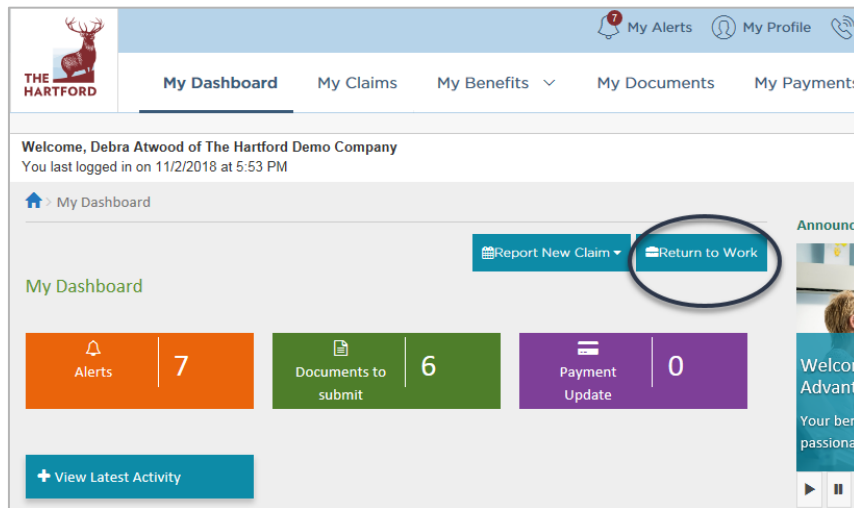 7
My Alerts
My Profile
THE
HARTFORD
My Dashboard
My Claims
My Benefits
My Documents
My Payments
Welcome, Debra Atwood of The Hartford Demo Company
You last logged in on 11/2/2018 at 5:53 PM
> My Dashboard
Announc
Report New Claim
Return to Work
My Dashboard
Alerts
7
Documents to
submit
6
Payment
Update
0
Welco
Advant
Your ben
passiona
+ View Latest Activity